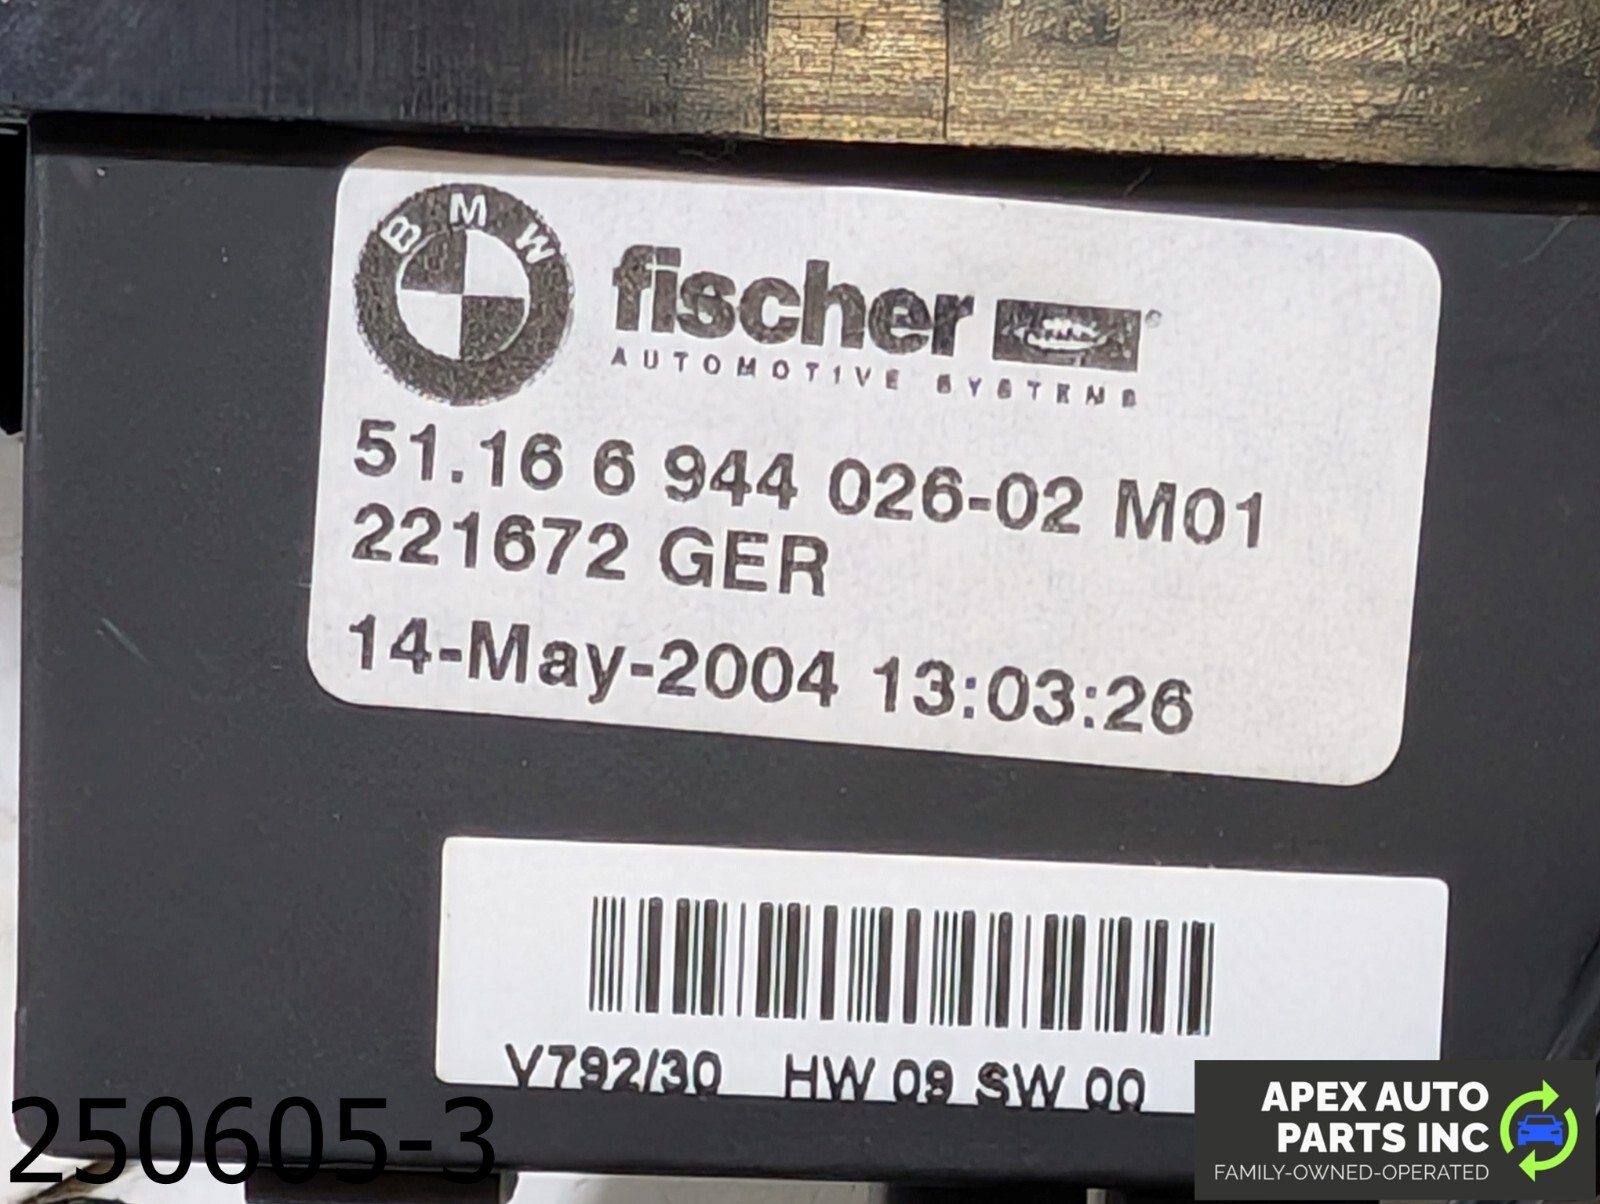 BMW
fischer
AUTOMOTIVE SYSTEMS
51.16 6 944 026-02 M01
221672 GER
14-May-2004 13:03:26
V792/30 HW 09 SW 00
250605-3
APEX AUTO
PARTS INC
FAMILY-OWNED-OPERATED